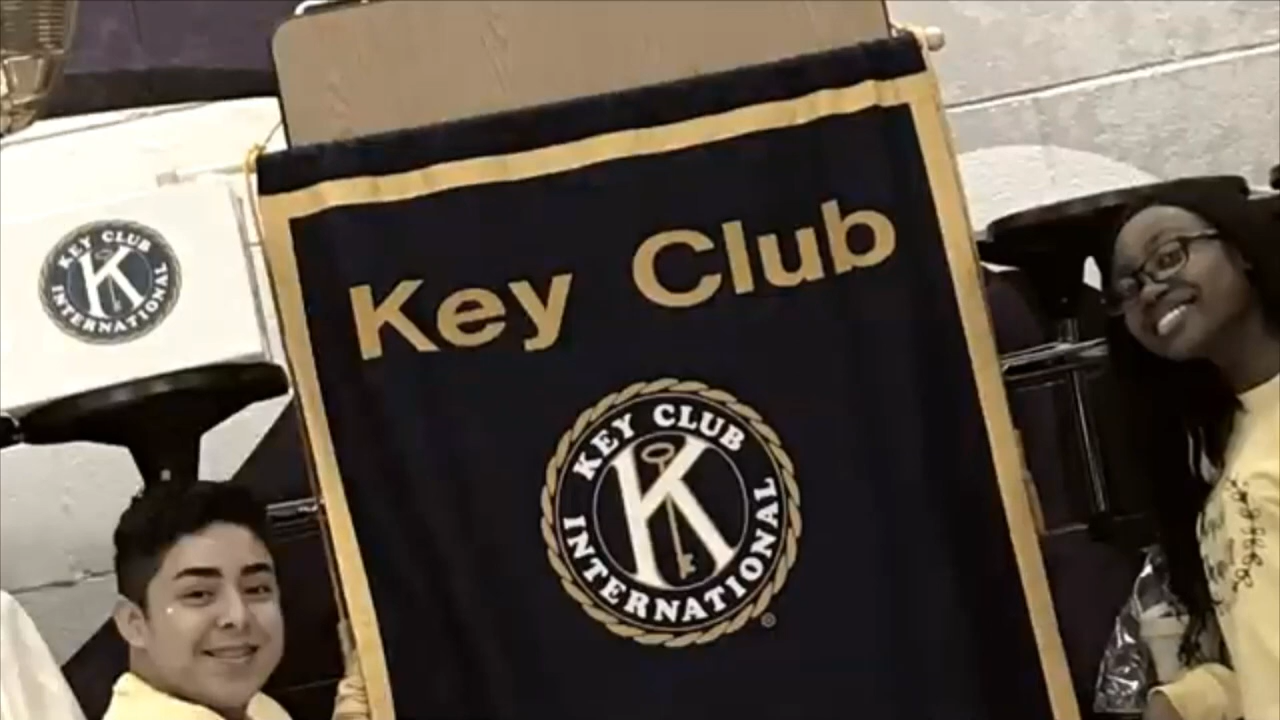 KEY CLUB
K
INTERNATIONAL
Key Club
KEY CLUB
K
INTERNATIONAL
®